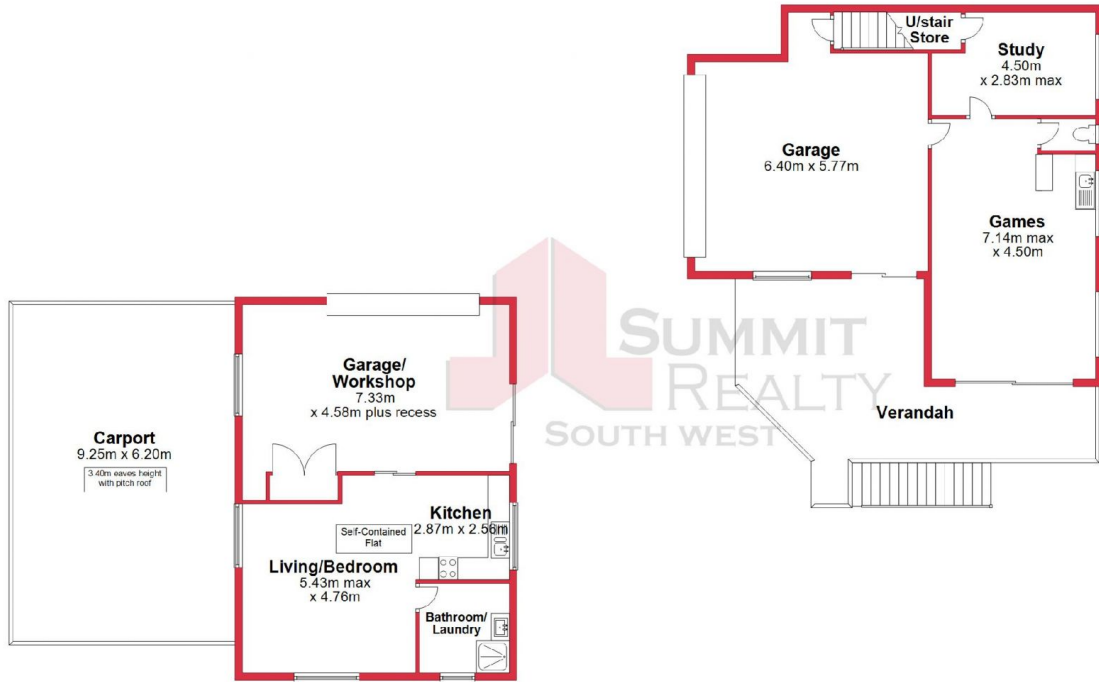 U/stair
Store
Study
4.50m
x 2.83m max
Garage
6.40m x 5.77m
Games
7.14m max
x 4.50m
SUMMIT
REALTY
SOUTH WEST
Verandah
Garage/
Workshop
7.33m
x 4.58m plus recess
Carport
9.25m x 6.20m
3.40m eaves height
with pitch roof
Kitchen
2.87m x 2.56m
Self-Contained
Flat
Living/Bedroom
5.43m max
x 4.76m
Bathroom/
Laundry